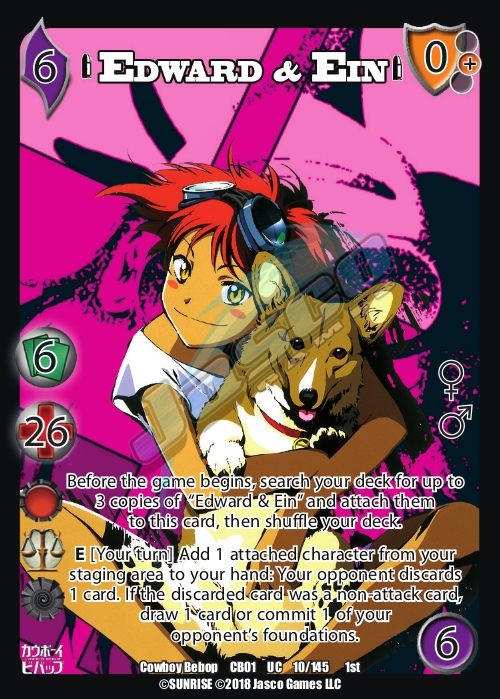 6
EDWARD & EIN
0
+
6
26
Before the game begins, search your deck for up to
3 copies of "Edward & Ein" and attach them
to this card, then shuffle your deck.
E [Your turn] Add 1 attached character from your
staging area to your hand: Your opponent discards
1 card. If the discarded card was a non-attack card,
draw 1 card or commit 1 of your
opponent's foundations.
6
カウボーイ
ビバップ
Cowboy Bebop CB01 UC 10/145 1st
©SUNRISE ©2018 Jasco Games LLC